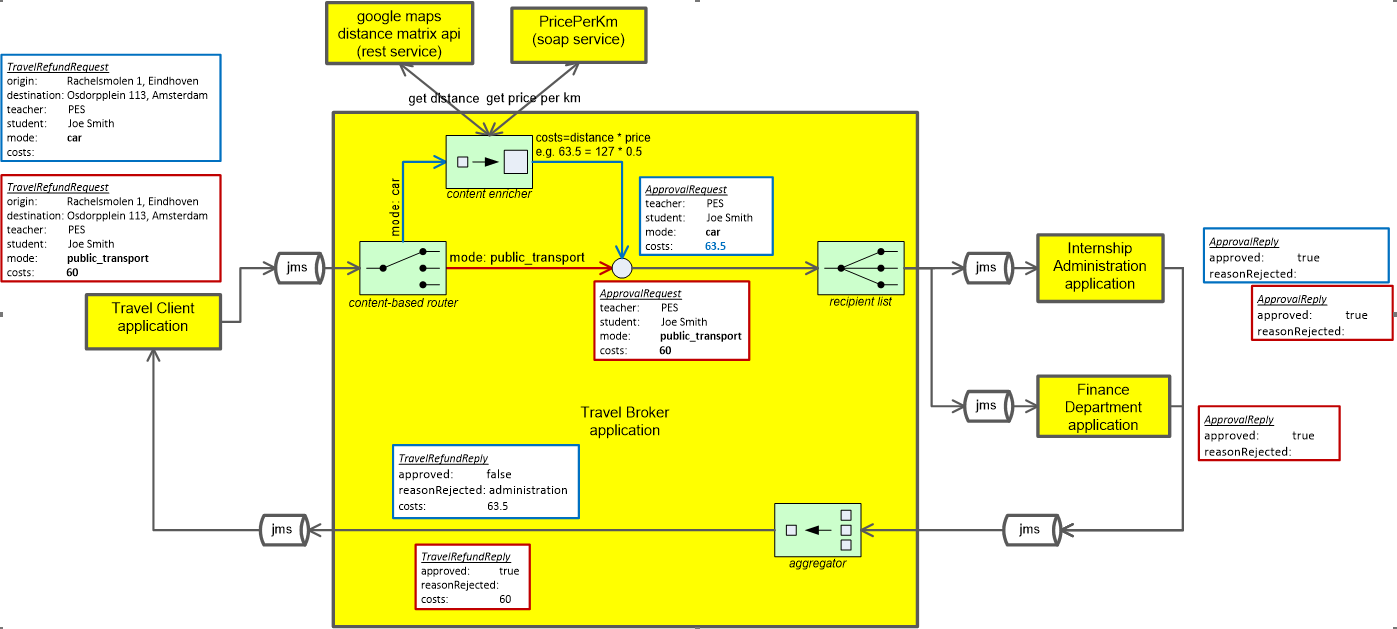 google maps
distance matrix api
(rest service)
PricePerKm
(soap service)
get distance
get price per km
TravelRefundRequest
origin: Rachelsmolen 1, Eindhoven
destination: Osdorpplein 113, Amsterdam
teacher: PES
student: Joe Smith
mode: car
costs:
TravelRefundRequest
origin: Rachelsmolen 1, Eindhoven
destination: Osdorpplein 113, Amsterdam
teacher: PES
student: Joe Smith
mode: public_transport
costs: 60
Travel Client
application
jms
mode: car
content enricher
costs=distance * price
e.g. 63.5 = 127 * 0.5
content-based router
mode: public_transport
ApprovalRequest
teacher: PES
student: Joe Smith
mode: car
costs: 63.5
ApprovalRequest
teacher: PES
student: Joe Smith
mode: public_transport
costs: 60
recipient list
jms
Internship
Administration
application
ApprovalReply
approved: true
reasonRejected:
ApprovalReply
approved: true
reasonRejected:
jms
Finance
Department
application
ApprovalReply
approved: true
reasonRejected:
Travel Broker
application
TravelRefundReply
approved: false
reasonRejected: administration
costs: 63.5
jms
aggregator
jms
TravelRefundReply
approved: true
reasonRejected:
costs: 60